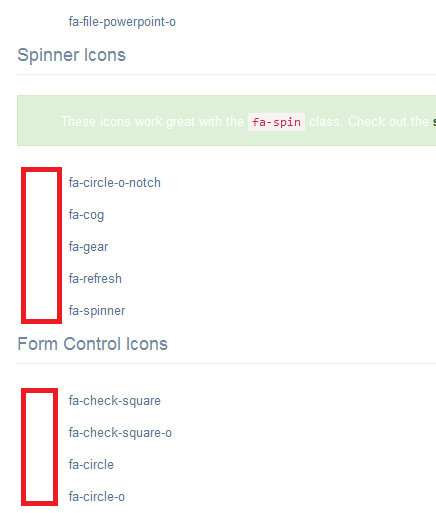 fa-file-powerpoint-o
Spinner Icons
These icons work great with the fa-spin class. Check out the
fa-circle-o-notch
fa-cog
fa-gear
fa-refresh
fa-spinner
Form Control Icons
fa-check-square
fa-check-square-o
fa-circle
fa-circle-o